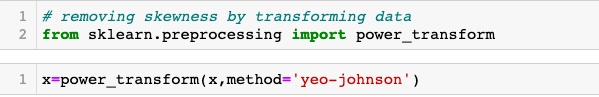 1 # removing skewness by transforming data
2 from sklearn.preprocessing import power_transform
1 x=power_transform(x,method='yeo-johnson')